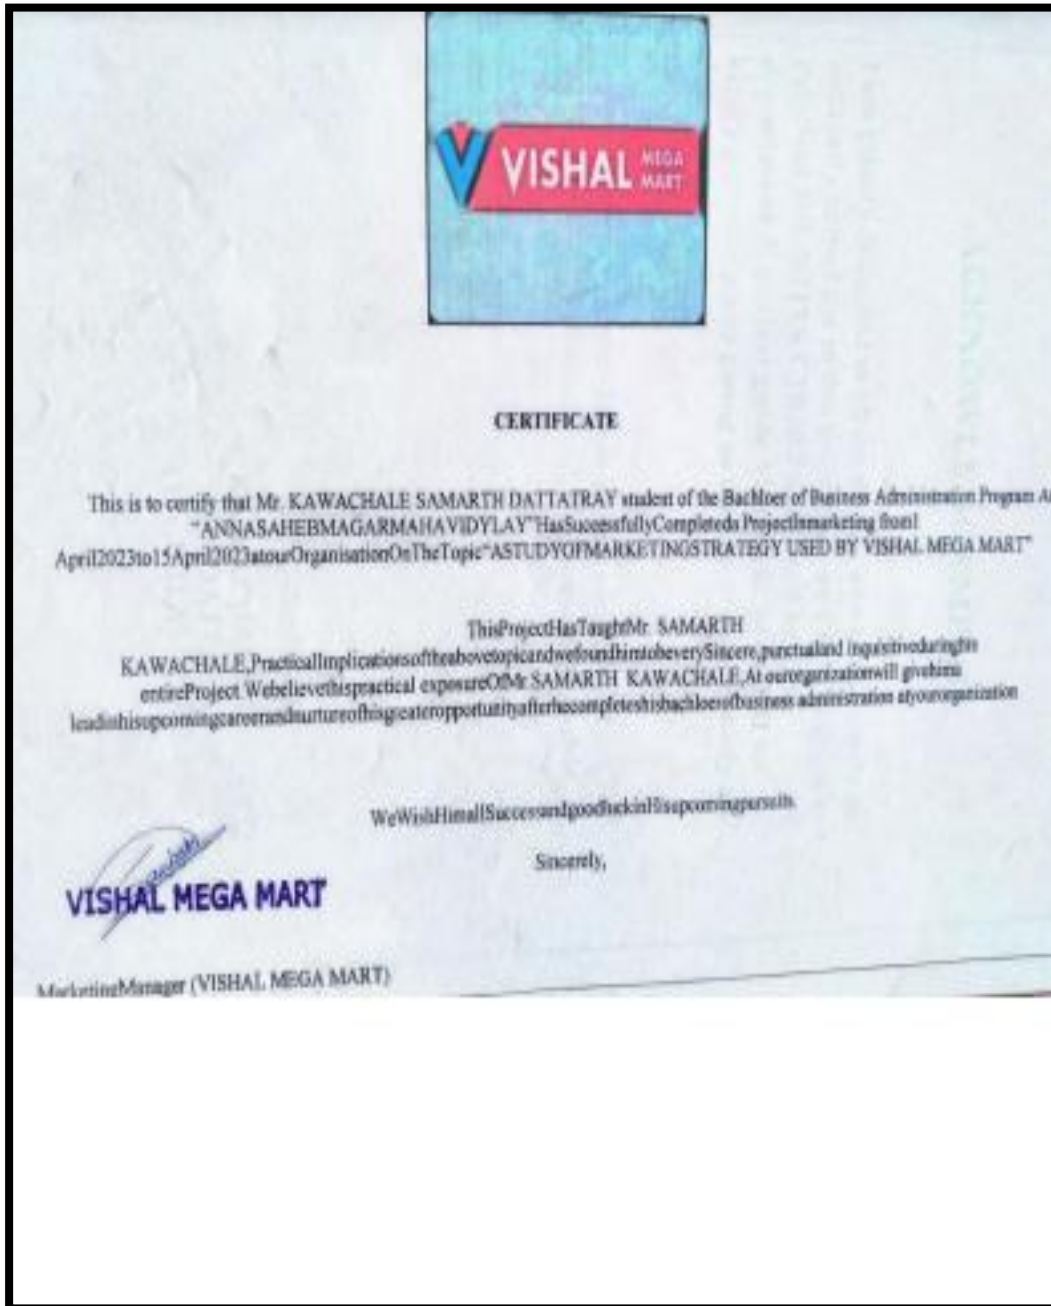 VISHAL MEGA
MART
CERTIFICATE
This is to certify that Mr. KAWACHALE SAMARTH DATTATRAY student of the Bachloer of Business Administration Program At
"ANNASAHEBMAGARMAHAVIDYLAY"HasSuccessfullyCompleteda ProjectInmarketing from1
April2023to15April2023atourOrganisationOnTheTopic"ASTUDYOFMARKETINGSTRATEGY USED BY VISHAL MEGA MART"
ThisProjectHasTaughtMr. SAMARTH
KAWACHALE,PracticalImplicationsoftheabovetopicandwefoundhimtobeverySincere,punctualand inquisitiveduringhis
entireProject.Webelievethispractical exposureOfMr.SAMARTH KAWACHALE,At ourorganizationwill givehima
leadinhisupcomingcareerandnurtureofhisgreateropportunityafterhecompleteshisbachloerofbusiness administration atyourorganization
WeWishHimallSuccessandgoodluckinHisupcomingpursuits.
Sincerely,
VISHAL MEGA MART
MarketingManager (VISHAL MEGA MART)